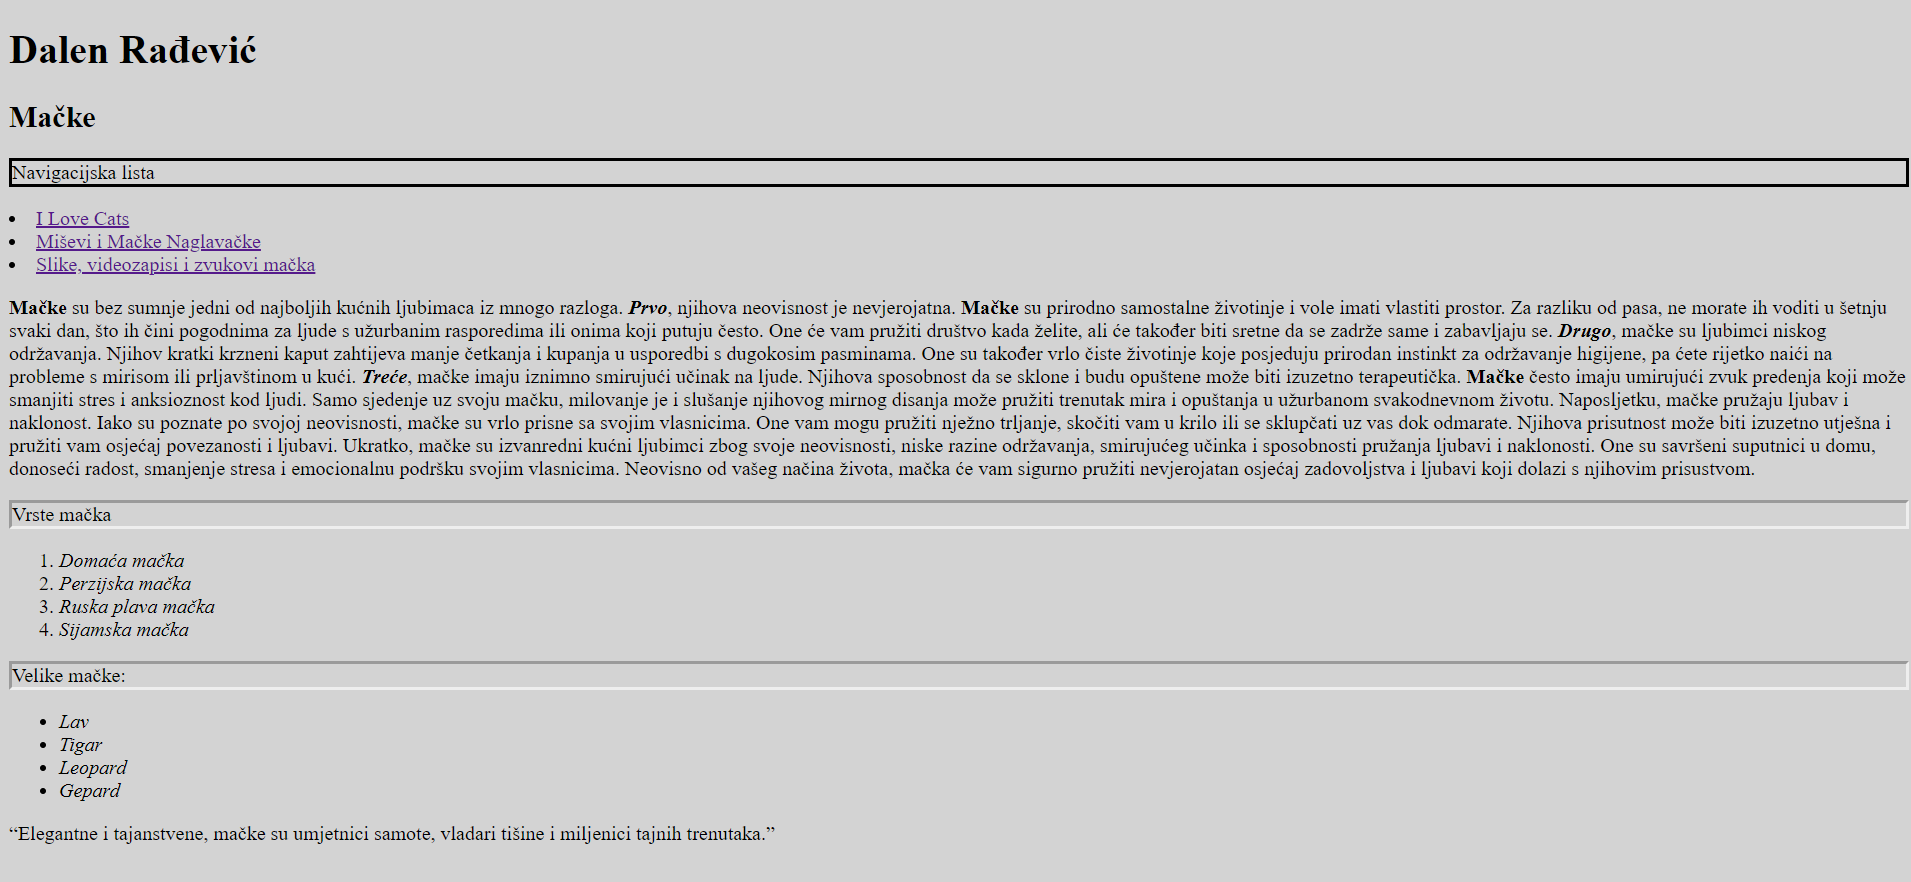 Dalen Rađević
Mačke
Navigacijska lista
• I Love Cats
• Miševi i Mačke Naglavačke
• Slike, videozapisi i zvukovi mačka
Mačke su bez sumnje jedni od najboljih kućnih ljubimaca iz mnogo razloga. Prvo, njihova neovisnost je nevjerojatna. Mačke su prirodno samostalne životinje i vole imati vlastiti prostor. Za razliku od pasa, ne morate ih voditi u šetnju
svaki dan, što ih čini pogodnima za ljude s užurbanim rasporedima ili onima koji putuju često. One će vam pružiti društvo kada želite, ali će također biti sretne da se zadrže same i zabavljaju se. Drugo, mačke su ljubimci niskog
održavanja. Njihov kratki krzneni kaput zahtijeva manje četkanja i kupanja u usporedbi s dugokosim pasminama. One su također vrlo čiste životinje koje posjeduju prirodan instinkt za održavanje higijene, pa ćete rijetko naići na
probleme s mirisom ili prljavštinom u kući. Treće, mačke imaju iznimno smirujući učinak na ljude. Njihova sposobnost da se sklone i budu opuštene može biti izuzetno terapeutička. Mačke često imaju umirujući zvuk predenja koji može
smanjiti stres i anksioznost kod ljudi. Samo sjedenje uz svoju mačku, milovanje je i slušanje njihovog mirnog disanja može pružiti trenutak mira i opuštanja u užurbanom svakodnevnom životu. Naposljetku, mačke pružaju ljubav i
naklonost. Iako su poznate po svojoj neovisnosti, mačke su vrlo prisne sa svojim vlasnicima. One vam mogu pružiti nježno trljanje, skočiti vam u krilo ili se sklupčati uz vas dok odmarate. Njihova prisutnost može biti izuzetno utješna i
pružiti vam osjećaj povezanosti i ljubavi. Ukratko, mačke su izvanredni kućni ljubimci zbog svoje neovisnosti, niske razine održavanja, smirujućeg učinka i sposobnosti pružanja ljubavi i naklonosti. One su savršeni suputnici u domu,
donoseći radost, smanjenje stresa i emocionalnu podršku svojim vlasnicima. Neovisno od vašeg načina života, mačka će vam sigurno pružiti nevjerojatan osjećaj zadovoljstva i ljubavi koji dolazi s njihovim prisustvom.
Vrste mačka
1. Domaća mačka
2. Perzijska mačka
3. Ruska plava mačka
4. Sijamska mačka
Velike mačke:
• Lav
• Tigar
• Leopard
• Gepard
“Elegantne i tajanstvene, mačke su umjetnici samote, vladari tišine i miljenici tajnih trenutaka.”